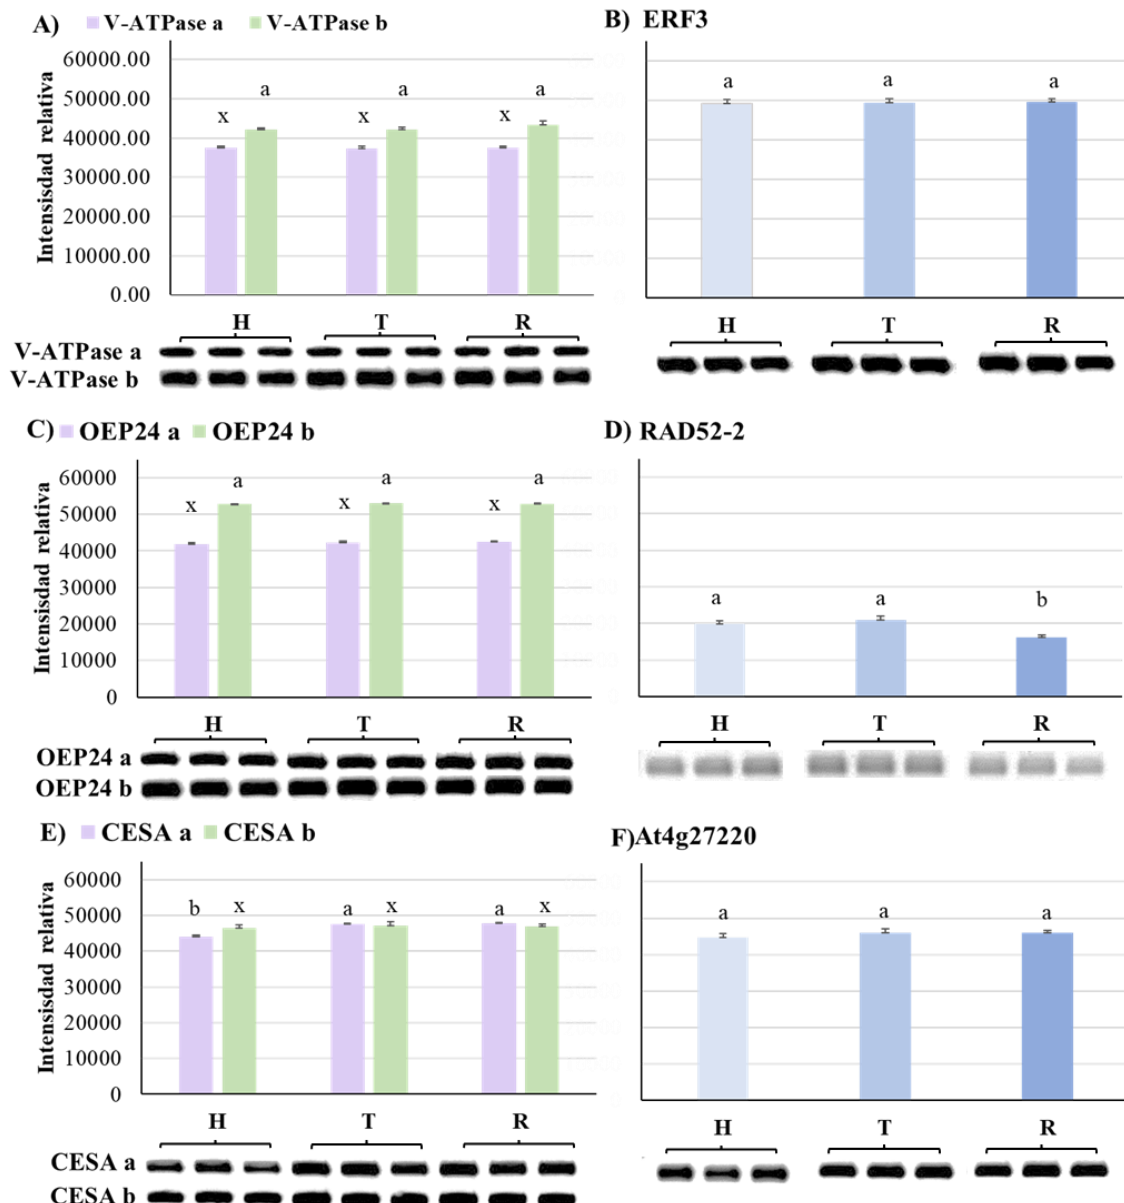 A) V-ATPase a V-ATPase b
Intensisdad relativa
60000.00
50000.00
40000.00
30000.00
20000.00
10000.00
0.00
x a x a x a
H T R
V-ATPase a
V-ATPase b
B) ERF3
a a a
H T R
C) OEP24 a OEP24 b
Intensisdad relativa
60000
50000
40000
30000
20000
10000
0
x a x a x a
H T R
OEP24 a
OEP24 b
D) RAD52-2
a a b
H T R
E) CESA a CESA b
Intensisdad relativa
60000
50000
40000
30000
20000
10000
0
b x a x a x
H T R
CESA a
CESA b
F)At4g27220
a a a
H T R